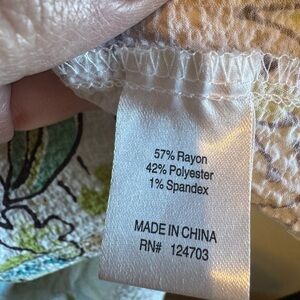 57% Rayon
42% Polyester
1% Spandex
MADE IN CHINA
RN# 124703